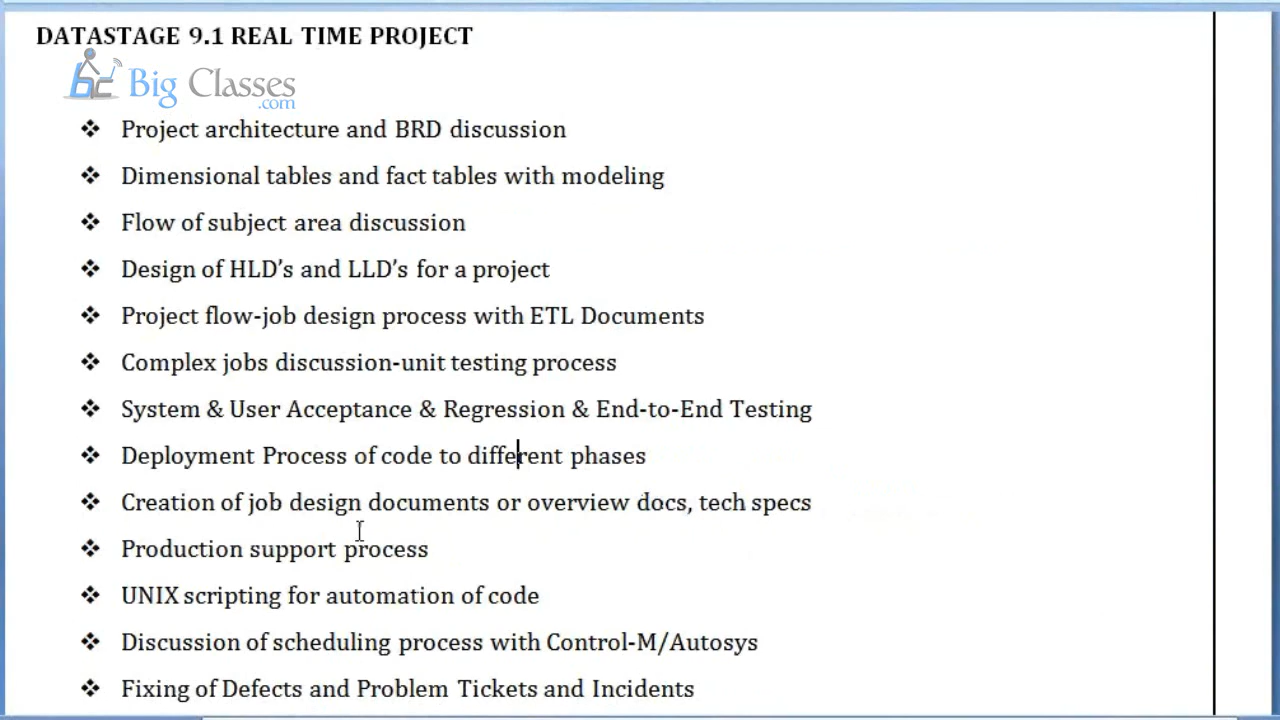 DATASTAGE 9.1 REAL TIME PROJECT
Big Classes
.com
Project architecture and BRD discussion
Dimensional tables and fact tables with modeling
Flow of subject area discussion
Design of HLD’s and LLD’s for a project
Project flow-job design process with ETL Documents
Complex jobs discussion-unit testing process
System & User Acceptance & Regression & End-to-End Testing
Deployment Process of code to different phases
Creation of job design documents or overview docs, tech specs
Production support process
UNIX scripting for automation of code
Discussion of scheduling process with Control-M/Autosys
Fixing of Defects and Problem Tickets and Incidents